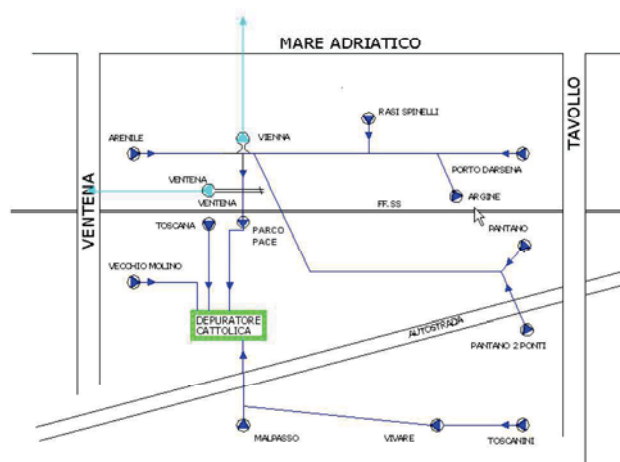 MARE ADRIATICO
TAVOLLO
RASI SPINELLI
ARENILE
VIENNA
PORTO DARSENA
VENTENA
VENTENA
VENTENA
ARGINE
FF.SS
TOSCANA
PARCO
PACE
PANTANO
VECCHIO MOLINO
DEPURATORE
CATTOLICA
AUTOSTRADA
PANTANO 2 PONTI
MALPASSO
VIVARE
TOSCANINI